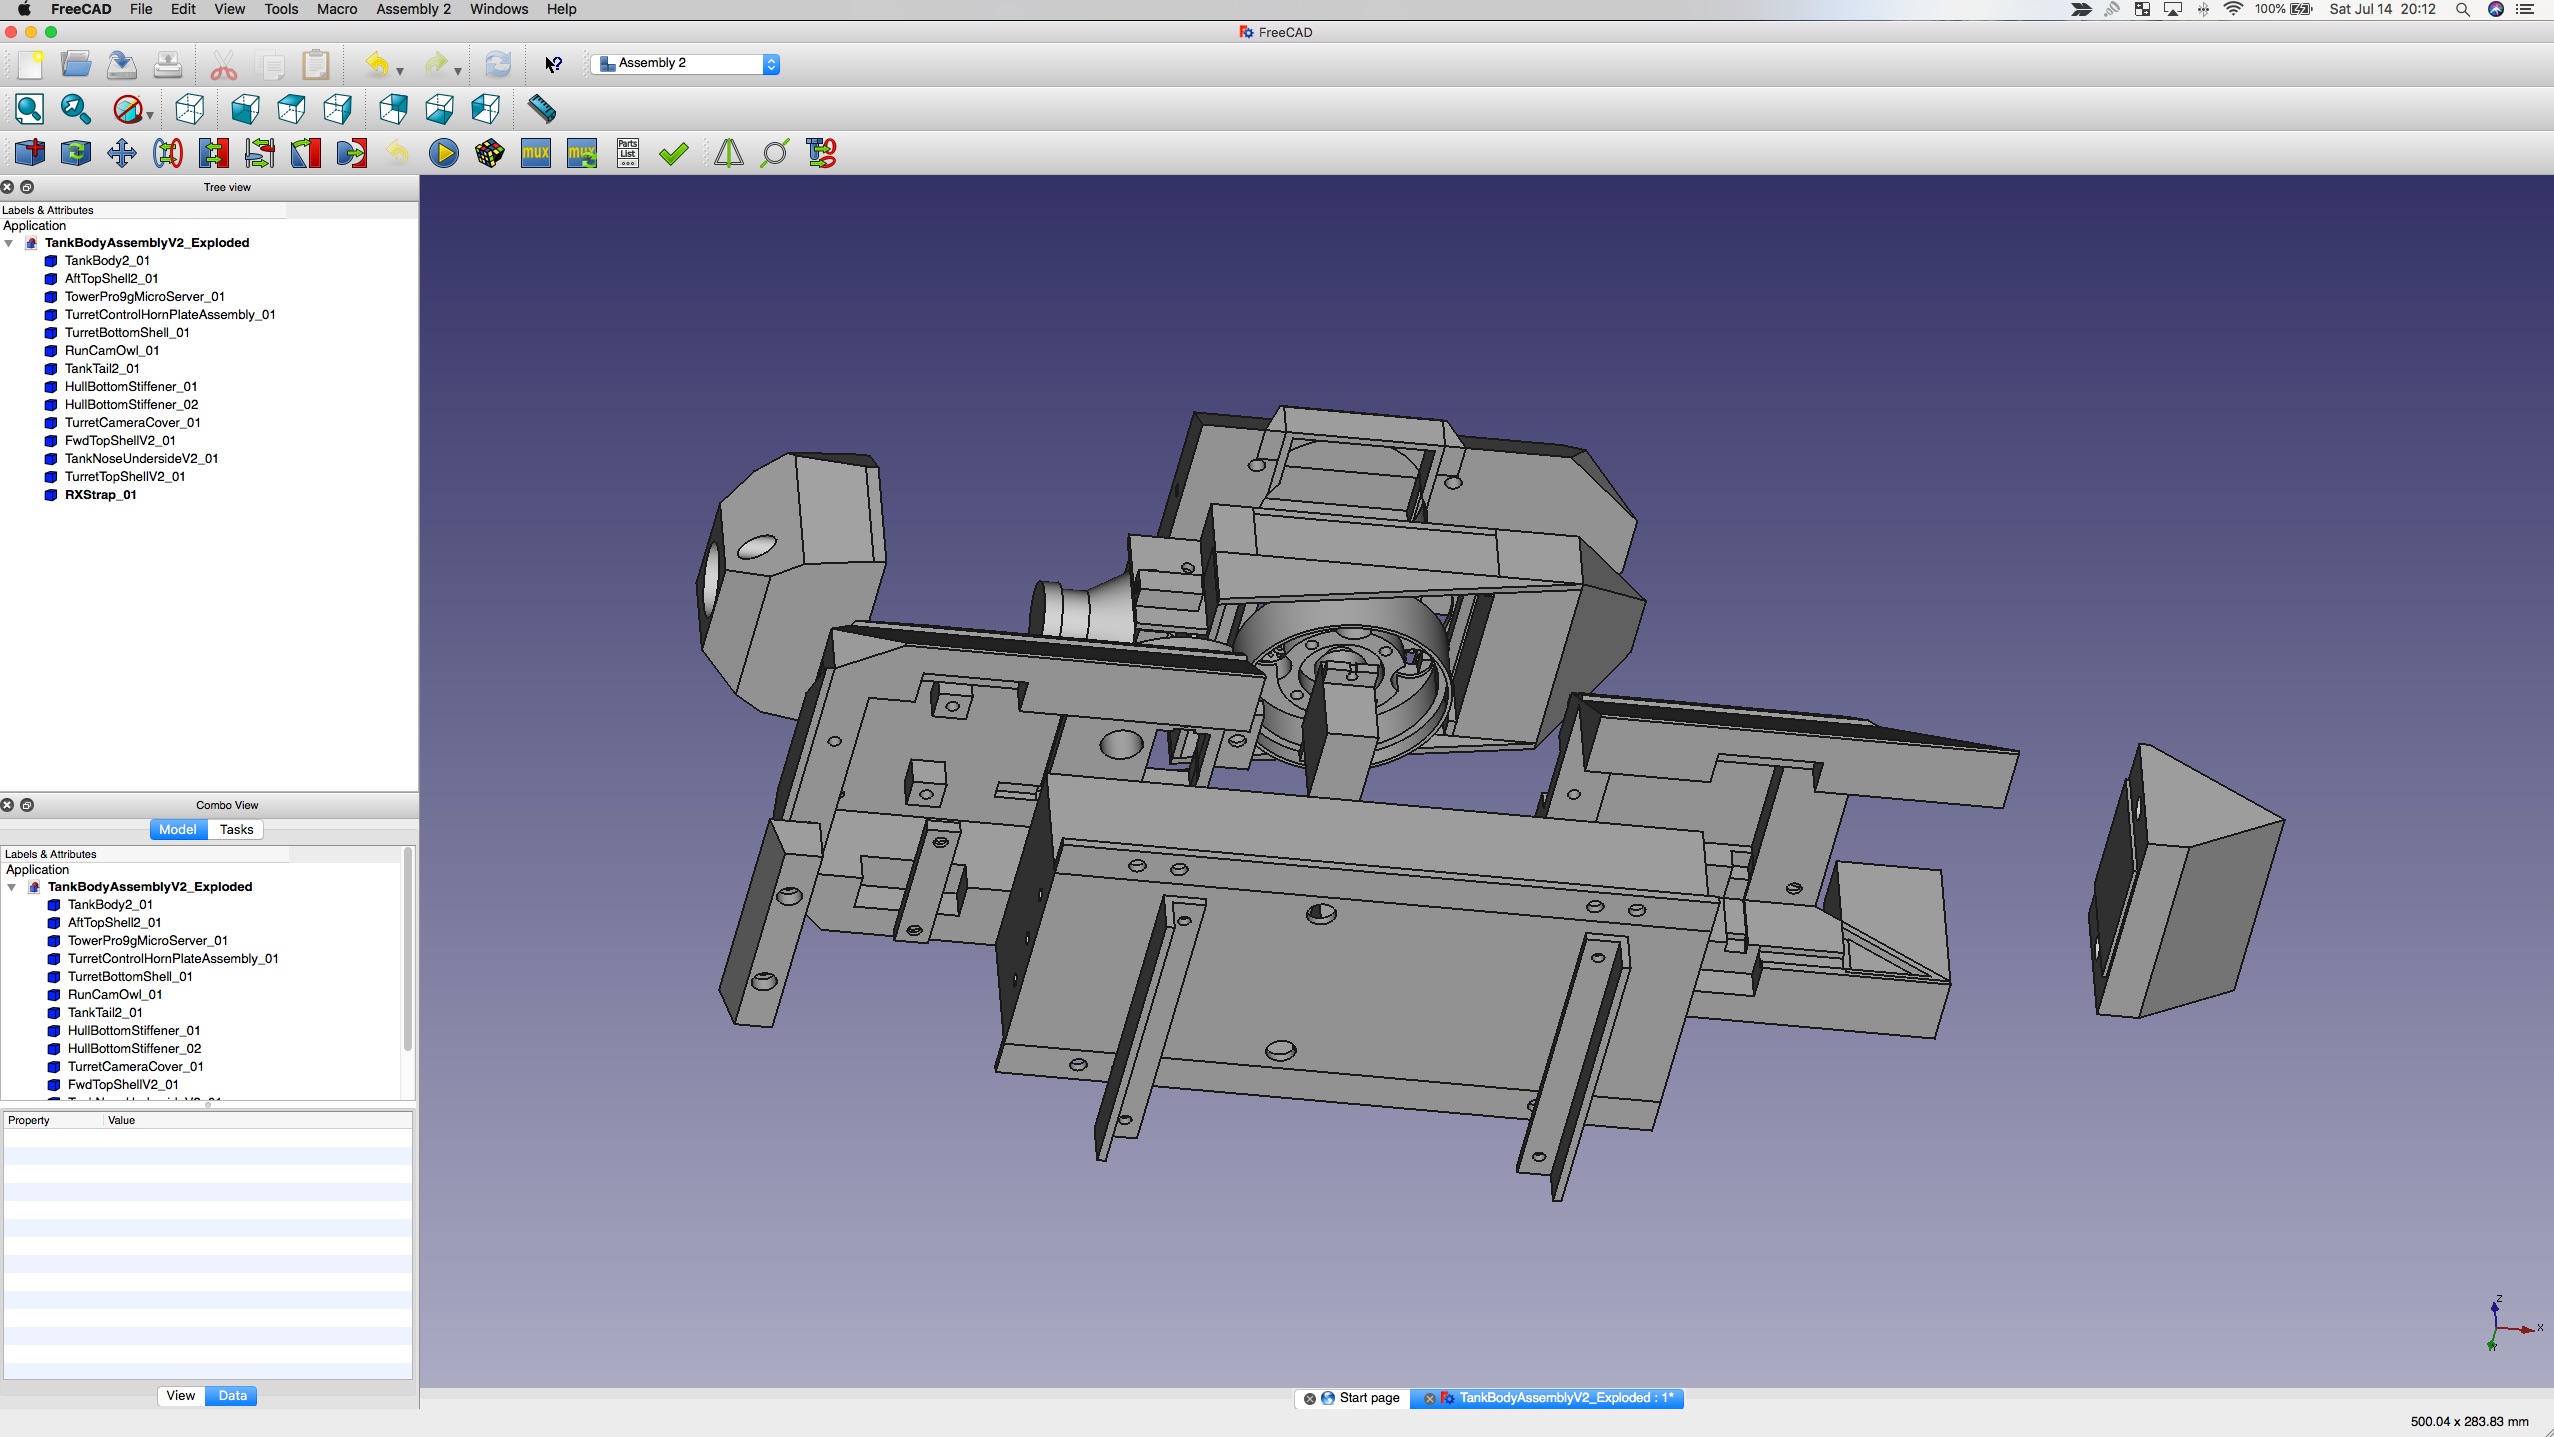 FreeCAD File Edit View Tools Macro Assembly 2 Windows Help 100% Sat Jul 14 20:12
FreeCAD
Assembly 2
mux mux Parts List
Tree view
Labels & Attributes
Application
TankBodyAssemblyV2_Exploded
TankBody2_01
AftTopShell2_01
TowerPro9gMicroServer_01
TurretControlHornPlateAssembly_01
TurretBottomShell_01
RunCamOwl_01
TankTail2_01
HullBottomStiffener_01
HullBottomStiffener_02
TurretCameraCover_01
FwdTopShellV2_01
TankNoseUndersideV2_01
TurretTopShellV2_01
RXStrap_01
Combo View
Model Tasks
Labels & Attributes
Application
TankBodyAssemblyV2_Exploded
TankBody2_01
AftTopShell2_01
TowerPro9gMicroServer_01
TurretControlHornPlateAssembly_01
TurretBottomShell_01
RunCamOwl_01
TankTail2_01
HullBottomStiffener_01
HullBottomStiffener_02
TurretCameraCover_01
FwdTopShellV2_01
Property Value
Z
X
View Data
Start page TankBodyAssemblyV2_Exploded : 1*
500.04 x 283.83 mm